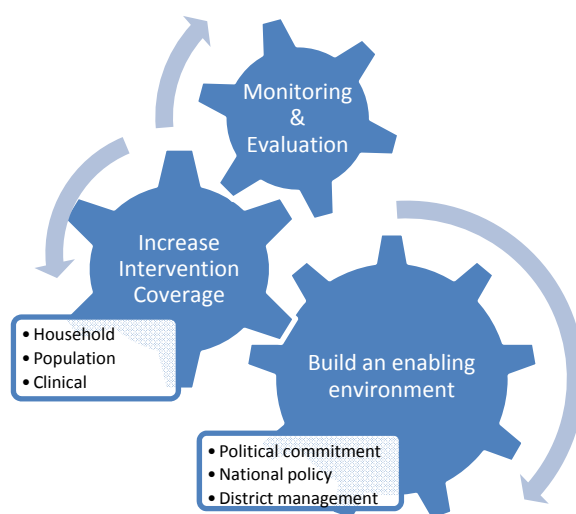 Monitoring
&
Evaluation
Increase
Intervention
Coverage
• Household
• Population
• Clinical
Build an enabling
environment
• Political commitment
• National policy
• District management